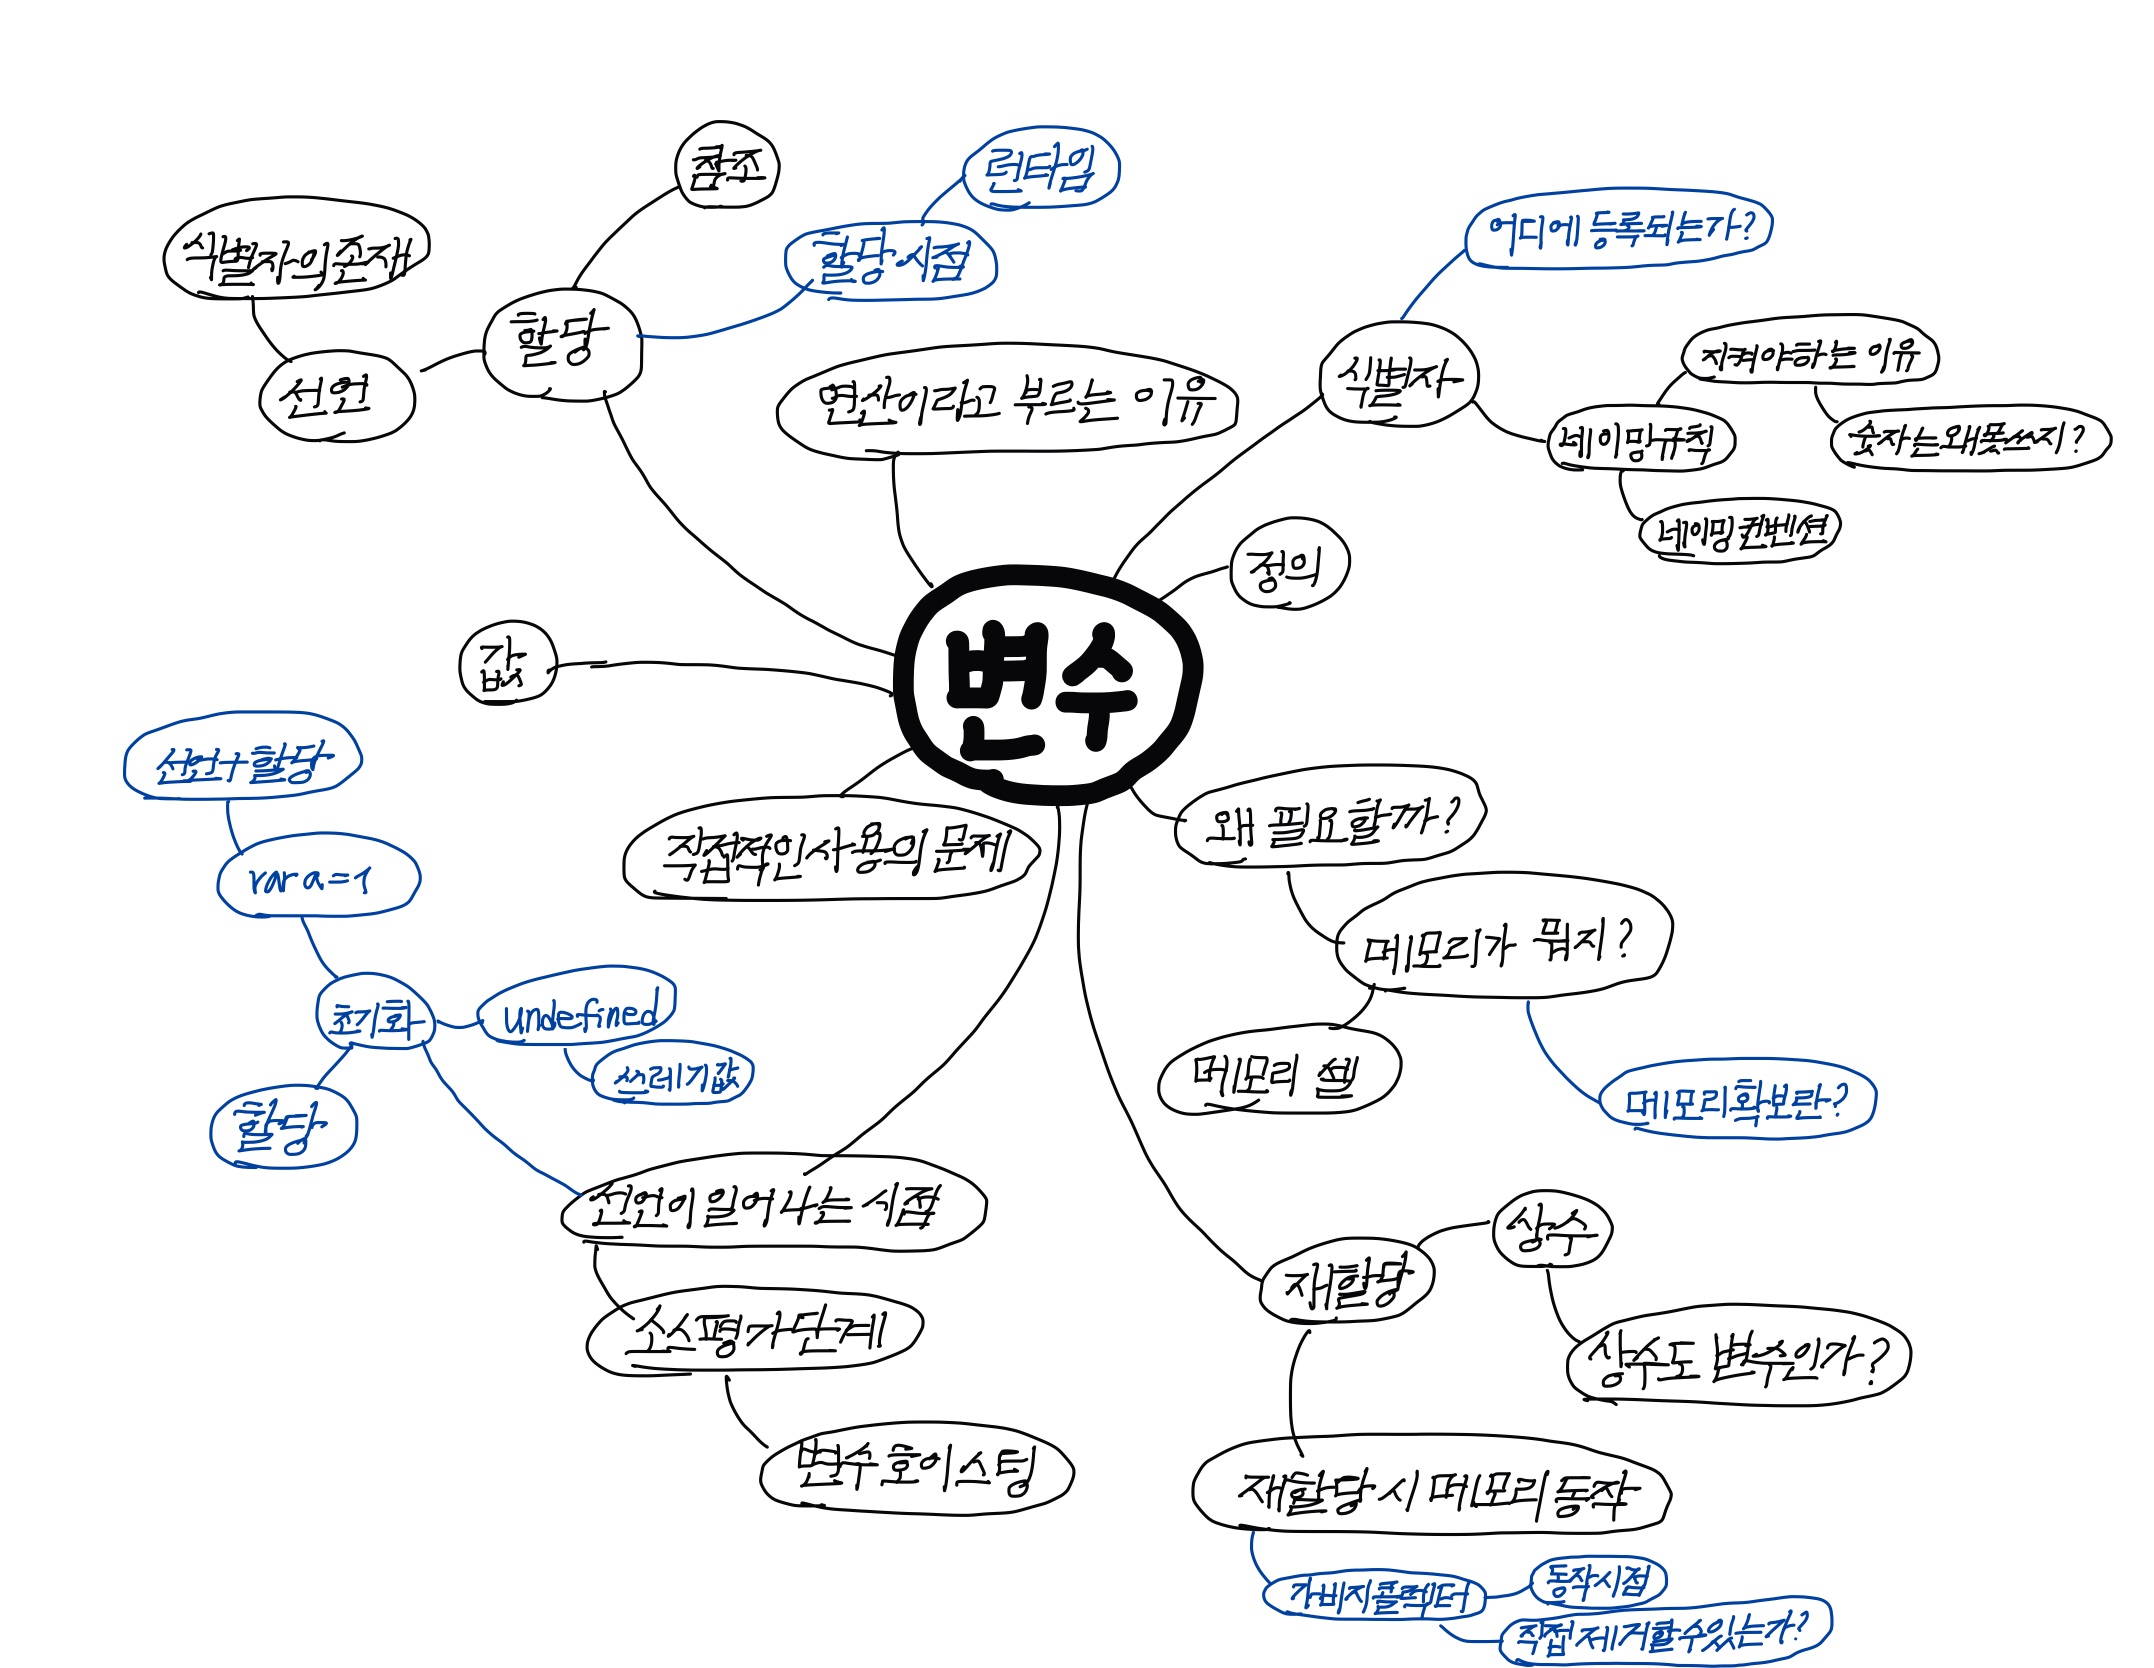 참조
런타임
식별자의 존재
할당 시점
어디에 등록되는가?
할당
선언
연산이라고 부르는 이유
식별자
지켜야하는 이유
네이밍규칙
숫자는 왜 못쓰지?
네이밍 컨벤션
정의
값
변수
선언+할당
var a=1
직접적인 사용의 문제
왜 필요할까?
메모리가 뭐지?
초기화
undefined
쓰레기값
메모리 셀
메모리 확보란?
할당
선언이 일어나는 시점
소스평가단계
변수 호이스팅
재할당
상수
상수도 변수인가?
재할당 시 메모리 동작
가비지 콜렉터
동작시점
직접 제거할수있는가?